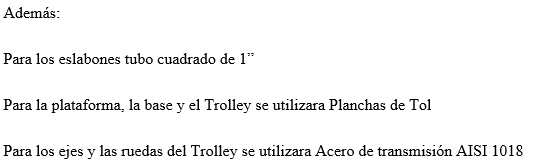 Además:
Para los eslabones tubo cuadrado de 1”
Para la plataforma, la base y el Trolley se utilizara Planchas de Tol
Para los ejes y las ruedas del Trolley se utilizara Acero de transmisión AISI 1018